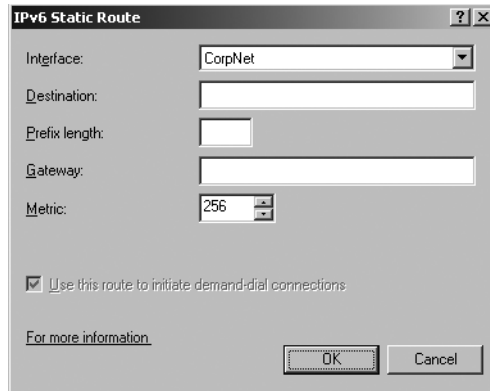 IPv6 Static Route
Interface: CorpNet
Destination:
Prefix length:
Gateway:
Metric: 256
Use this route to initiate demand-dial connections
For more information
OK Cancel